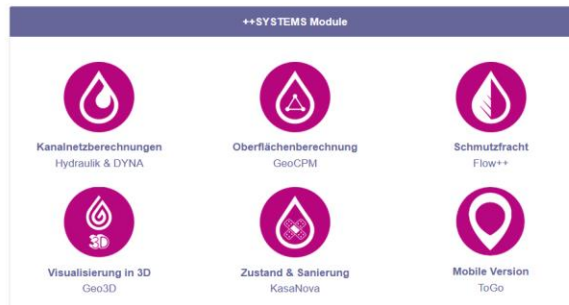 ++SYSTEMS Module
Kanalnetzberechnungen
Hydraulik & DYNA
Oberflächenberechnung
GeoCPM
Schmutzfracht
Flow++
3D
Visualisierung in 3D
Geo3D
Zustand & Sanierung
KasaNova
Mobile Version
ToGo